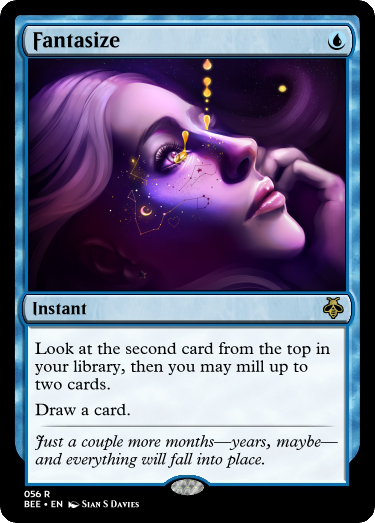 Fantasize
Instant
Look at the second card from the top in
your library, then you may mill up to
two cards.
Draw a card.
Just a couple more months—years, maybe—
and everything will fall into place.
056 R
BEE • EN Sian S Davies